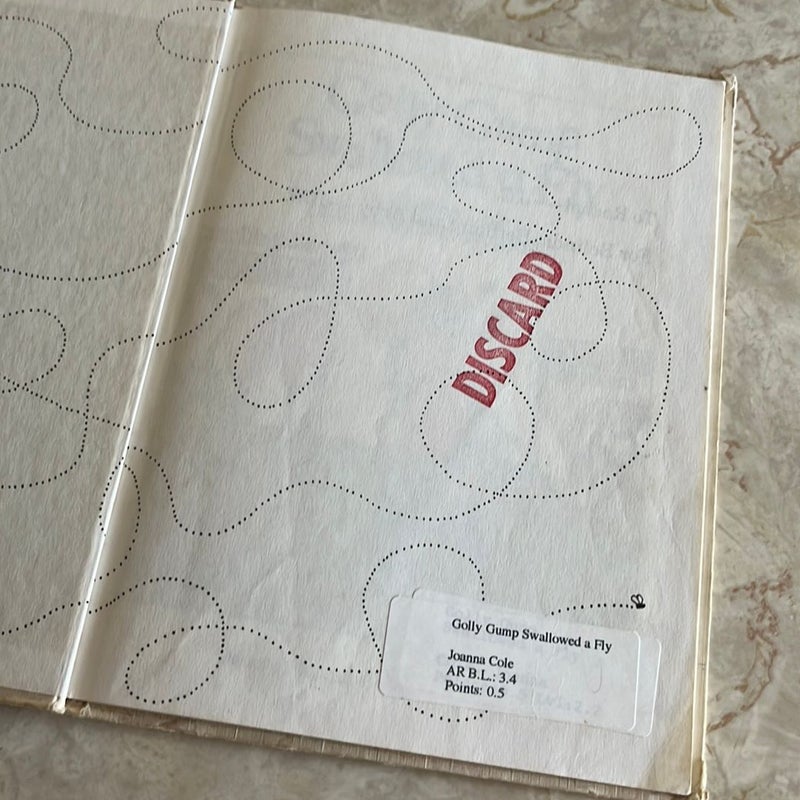 DISCARD
Golly Gump Swallowed a Fly
Joanna Cole
AR B.L.: 3.4
Points: 0.5